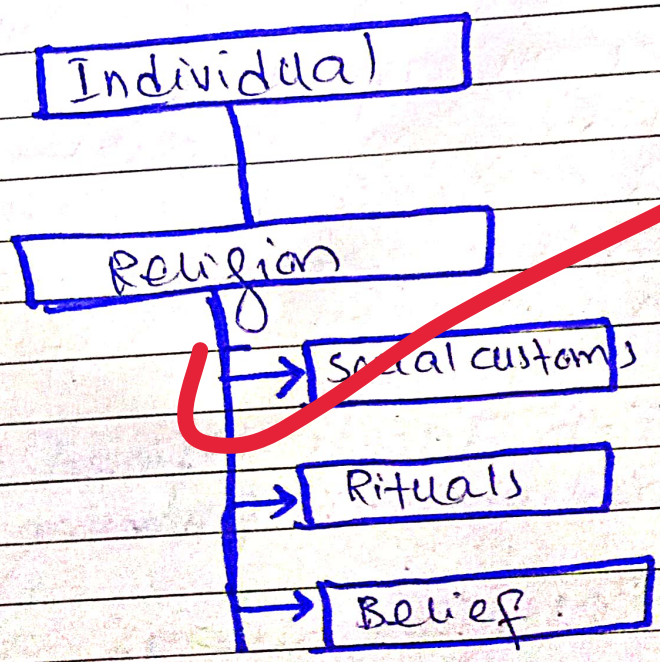 Individual
Religion
Social customs
Rituals
Belief.